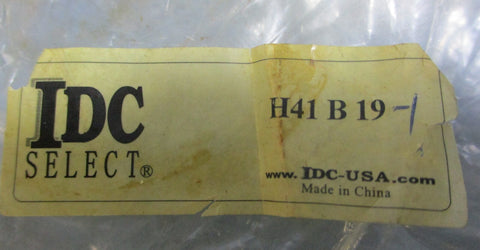 IDC
SELECT®
H41 B 19-1
www.IDC-USA.com
Made in China